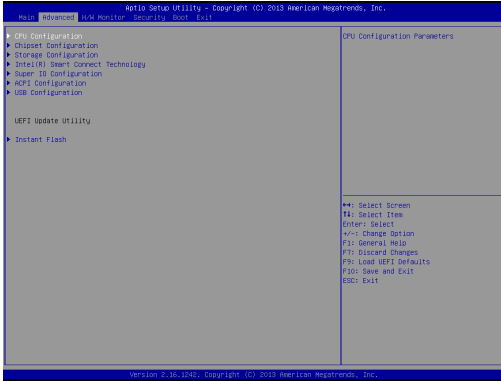 Aptio Setup Utility - Copyright (C) 2013 American Megatrends, Inc.
Main Advanced H/W Monitor Security Boot Exit
CPU Configuration
Chipset Configuration
Storage Configuration
Intel(R) Smart Connect Technology
Super IO Configuration
ACPI Configuration
USB Configuration
UEFI Update Utility
Instant Flash
CPU Configuration Parameters
→←: Select Screen
↑↓: Select Item
Enter: Select
+/-: Change Option
F1: General Help
F7: Discard Changes
F9: Load UEFI Defaults
F10: Save and Exit
ESC: Exit
Version 2.16.1242. Copyright (C) 2013 American Megatrends, Inc.